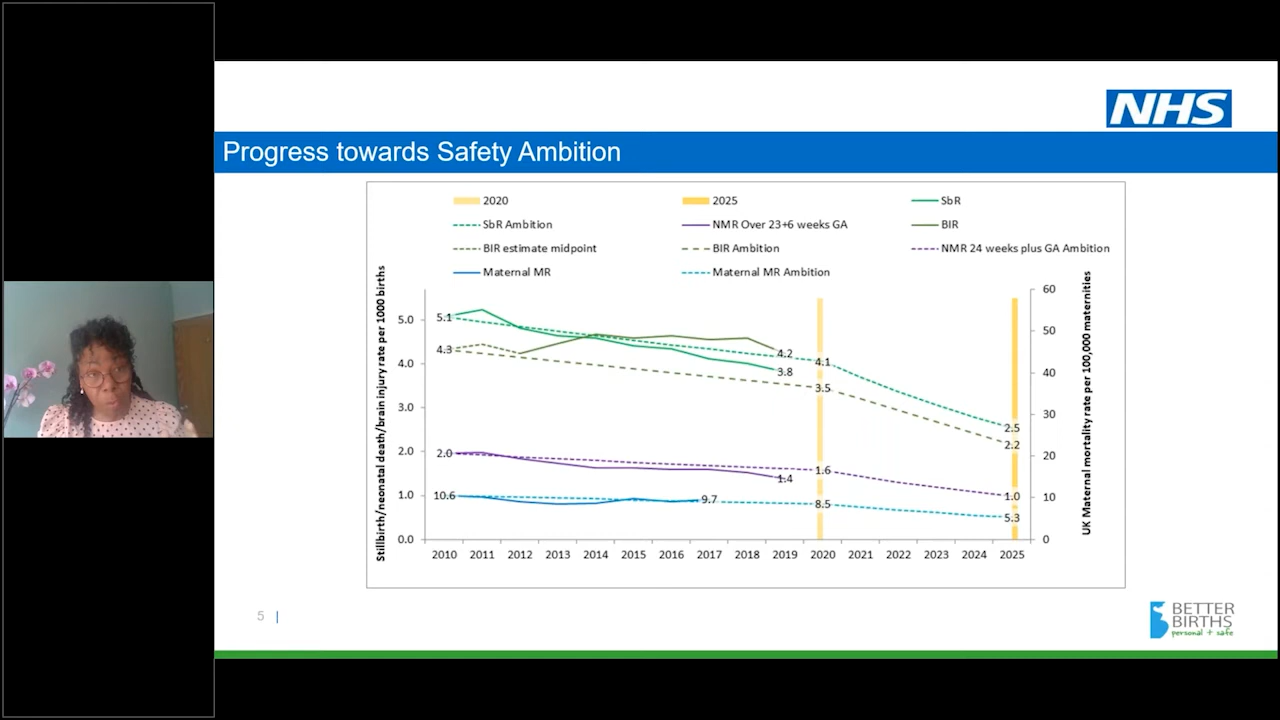 NHS
Progress towards Safety Ambition
2020 2025 SbR
SbR Ambition NMR Over 23+6 weeks GA BIR
BIR estimate midpoint BIR Ambition NMR 24 weeks plus GA Ambition
Maternal MR Maternal MR Ambition
Stillbirth/neonatal death/brain injury rate per 1000 births
5.0
4.0
3.0
2.0
1.0
0.0
5.1
4.3
2.0
10.6
4.2
3.8
1.4
9.7
4.1
3.5
1.6
8.5
2.5
2.2
1.0
5.3
60
50
40
30
20
10
0
UK Maternal mortality rate per 100,000 maternities
2010 2011 2012 2013 2014 2015 2016 2017 2018 2019 2020 2021 2022 2023 2024 2025
5 |
BETTER
BIRTHS
personal + safe